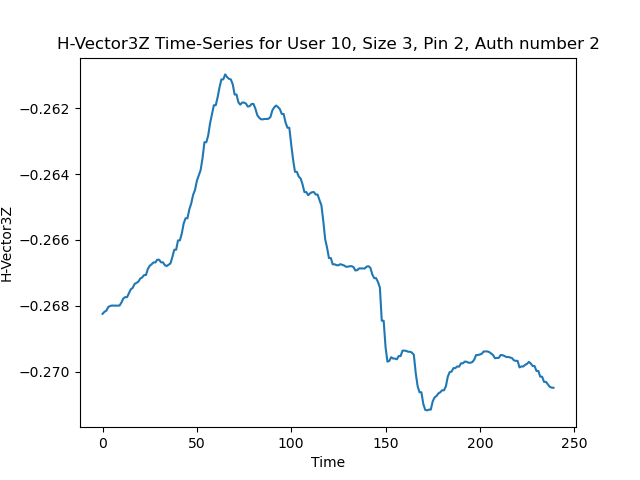 H-Vector3Z Time-Series for User 10, Size 3, Pin 2, Auth number 2
H-Vector3Z
−0.262
−0.264
−0.266
−0.268
−0.270
0 50 100 150 200 250
Time